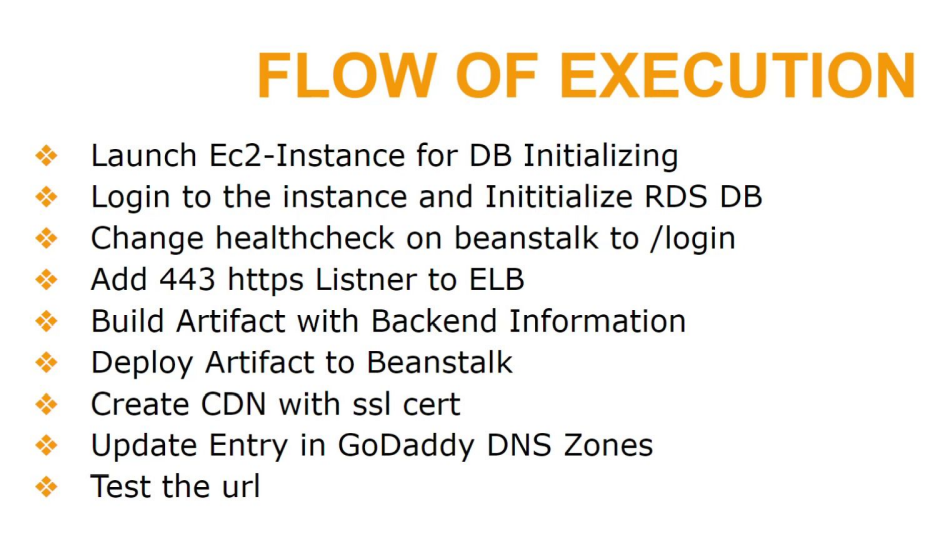 FLOW OF EXECUTION
❖ Launch Ec2-Instance for DB Initializing
❖ Login to the instance and Inititialize RDS DB
❖ Change healthcheck on beanstalk to /login
❖ Add 443 https Listner to ELB
❖ Build Artifact with Backend Information
❖ Deploy Artifact to Beanstalk
❖ Create CDN with ssl cert
❖ Update Entry in GoDaddy DNS Zones
❖ Test the url